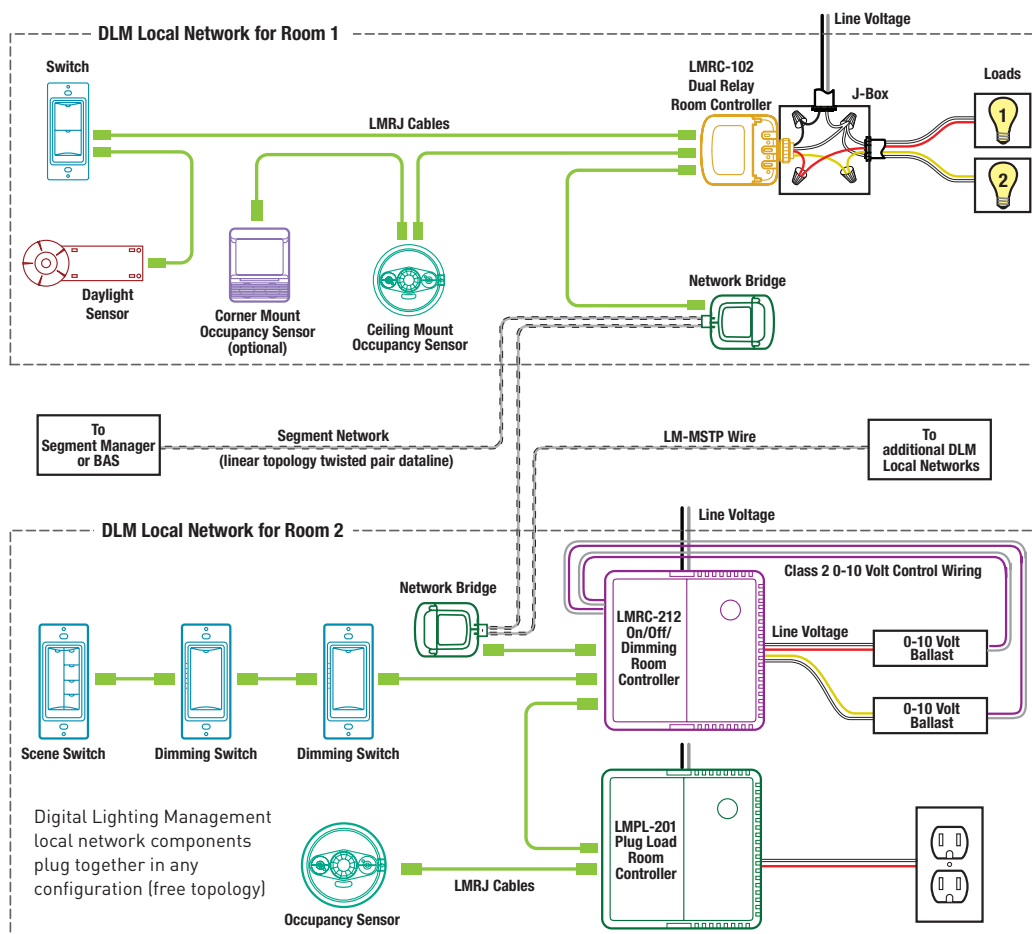 DLM Local Network for Room 1
Line Voltage
Switch
LMRC-102
Dual Relay
Room Controller
J-Box
Loads
LMRJ Cables
1
2
Daylight
Sensor
Corner Mount
Occupancy Sensor
(optional)
Ceiling Mount
Occupancy Sensor
Network Bridge
To
Segment Manager
or BAS
Segment Network
(linear topology twisted pair dataline)
LM-MSTP Wire
To
additional DLM
Local Networks
DLM Local Network for Room 2
Line Voltage
Class 2 0-10 Volt Control Wiring
Network Bridge
LMRC-212
On/Off/
Dimming
Room
Controller
Line Voltage
0-10 Volt
Ballast
0-10 Volt
Ballast
Scene Switch
Dimming Switch
Dimming Switch
Digital Lighting Management
local network components
plug together in any
configuration (free topology)
Occupancy Sensor
LMRJ Cables
LMPL-201
Plug Load
Room
Controller